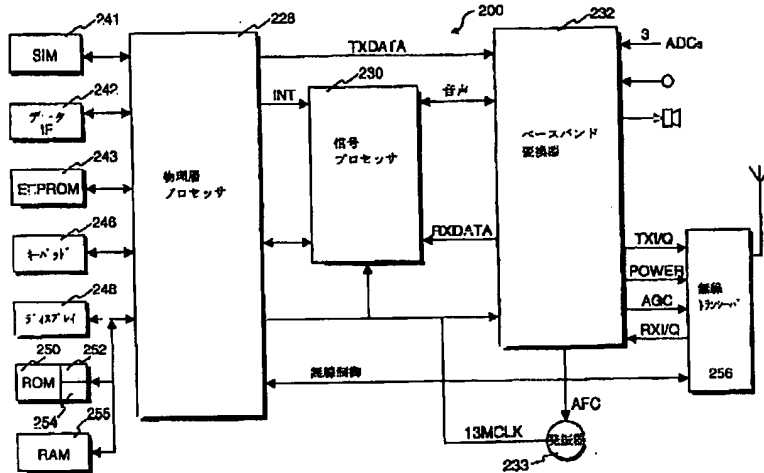 200
241
SIM
242
データ
I/F
243
EEPROM
246
キーパッド
248
ディスプレイ
250
252
ROM
254
255
RAM
228
物理層
プロセッサ
TXDATA
INT
230
信号
プロセッサ
音声
RXDATA
232
ベースバンド
変換器
3
ADCs
TXI/Q
POWER
AGC
RXI/Q
無線
トランシーバ
256
無線制御
AFC
13MCLK
発振器
233